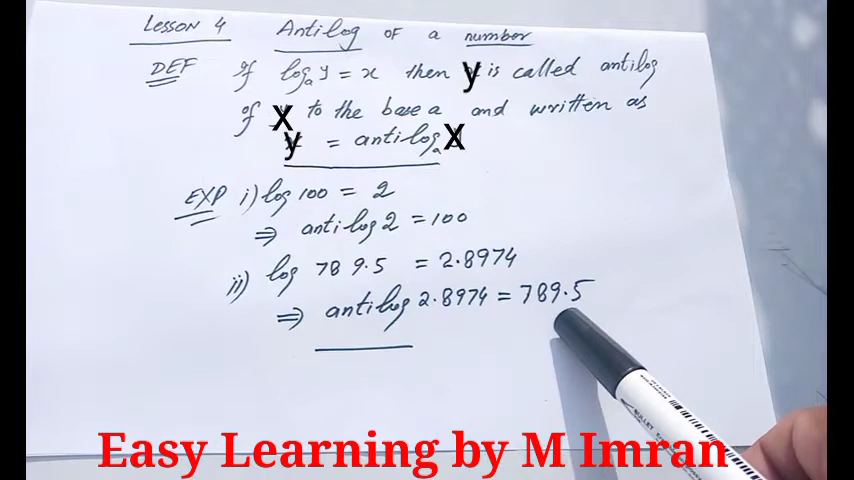 Lesson 4 Antilog of a number
DEF If logₐ y = x then y is called antilog
of x to the base a and written as
y = antilogₐ x
EXP i) log 100 = 2
⇒ antilog 2 = 100
ii) log 789.5 = 2.8974
⇒ antilog 2.8974 = 789.5
Easy Learning by M Imran